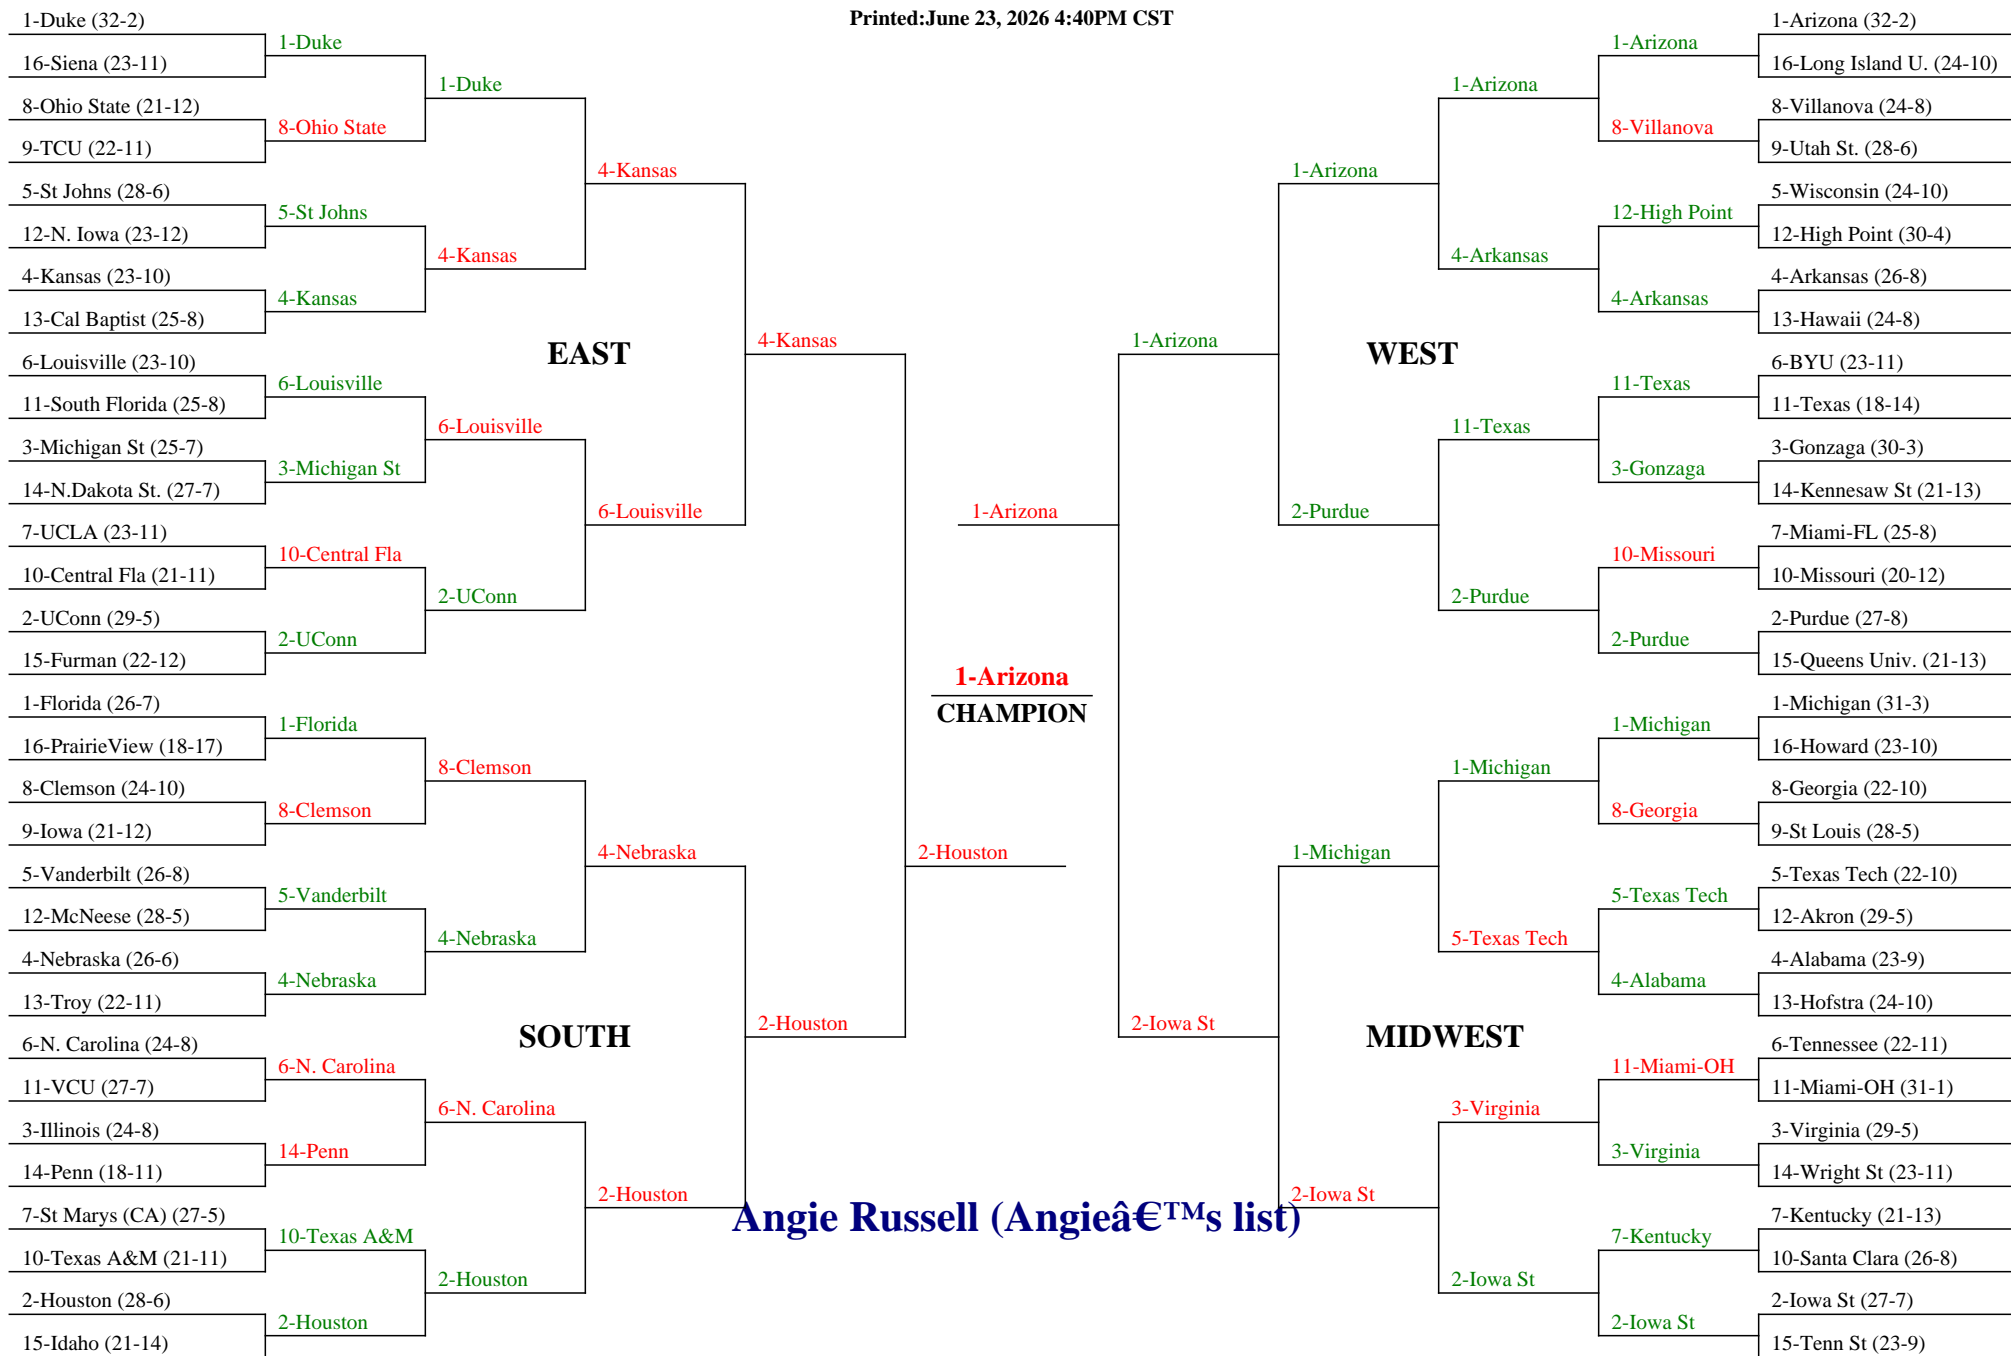 Printed:June 23, 2026 4:40PM CST
1-Duke (32-2)
16-Siena (23-11)
8-Ohio State (21-12)
9-TCU (22-11)
5-St Johns (28-6)
12-N. Iowa (23-12)
4-Kansas (23-10)
13-Cal Baptist (25-8)
6-Louisville (23-10)
11-South Florida (25-8)
3-Michigan St (25-7)
14-N.Dakota St. (27-7)
7-UCLA (23-11)
10-Central Fla (21-11)
2-UConn (29-5)
15-Furman (22-12)
1-Florida (26-7)
16-PrairieView (18-17)
8-Clemson (24-10)
9-Iowa (21-12)
5-Vanderbilt (26-8)
12-McNeese (28-5)
4-Nebraska (26-6)
13-Troy (22-11)
6-N. Carolina (24-8)
11-VCU (27-7)
3-Illinois (24-8)
14-Penn (18-11)
7-St Marys (CA) (27-5)
10-Texas A&M (21-11)
2-Houston (28-6)
15-Idaho (21-14)
1-Duke
8-Ohio State
5-St Johns
4-Kansas
6-Louisville
3-Michigan St
10-Central Fla
2-UConn
1-Florida
8-Clemson
5-Vanderbilt
4-Nebraska
6-N. Carolina
14-Penn
10-Texas A&M
2-Houston
1-Duke
4-Kansas
6-Louisville
2-UConn
8-Clemson
4-Nebraska
6-N. Carolina
2-Houston
4-Kansas
6-Louisville
4-Nebraska
2-Houston
EAST
SOUTH
4-Kansas
2-Houston
2-Houston
1-Arizona
1-Arizona
CHAMPION
1-Arizona
2-Iowa St
WEST
MIDWEST
1-Arizona
2-Purdue
1-Michigan
2-Iowa St
1-Arizona
4-Arkansas
11-Texas
2-Purdue
1-Michigan
5-Texas Tech
3-Virginia
2-Iowa St
1-Arizona
8-Villanova
12-High Point
4-Arkansas
11-Texas
3-Gonzaga
10-Missouri
2-Purdue
1-Michigan
8-Georgia
5-Texas Tech
4-Alabama
11-Miami-OH
3-Virginia
7-Kentucky
2-Iowa St
1-Arizona (32-2)
16-Long Island U. (24-10)
8-Villanova (24-8)
9-Utah St. (28-6)
5-Wisconsin (24-10)
12-High Point (30-4)
4-Arkansas (26-8)
13-Hawaii (24-8)
6-BYU (23-11)
11-Texas (18-14)
3-Gonzaga (30-3)
14-Kennesaw St (21-13)
7-Miami-FL (25-8)
10-Missouri (20-12)
2-Purdue (27-8)
15-Queens Univ. (21-13)
1-Michigan (31-3)
16-Howard (23-10)
8-Georgia (22-10)
9-St Louis (28-5)
5-Texas Tech (22-10)
12-Akron (29-5)
4-Alabama (23-9)
13-Hofstra (24-10)
6-Tennessee (22-11)
11-Miami-OH (31-1)
3-Virginia (29-5)
14-Wright St (23-11)
7-Kentucky (21-13)
10-Santa Clara (26-8)
2-Iowa St (27-7)
15-Tenn St (23-9)
Angie Russell (Angieâ€™s list)